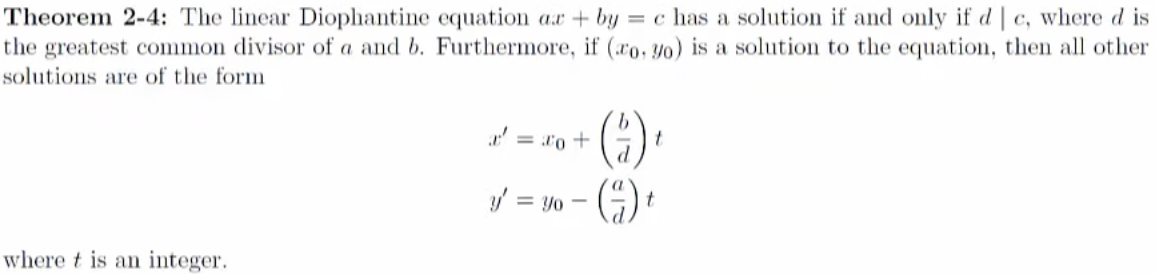 Theorem 2-4: The linear Diophantine equation ax + by = c has a solution if and only if d | c, where d is
the greatest common divisor of a and b. Furthermore, if (x₀, y₀) is a solution to the equation, then all other
solutions are of the form
x′ = x₀ + (b/d) t
y′ = y₀ − (a/d) t
where t is an integer.